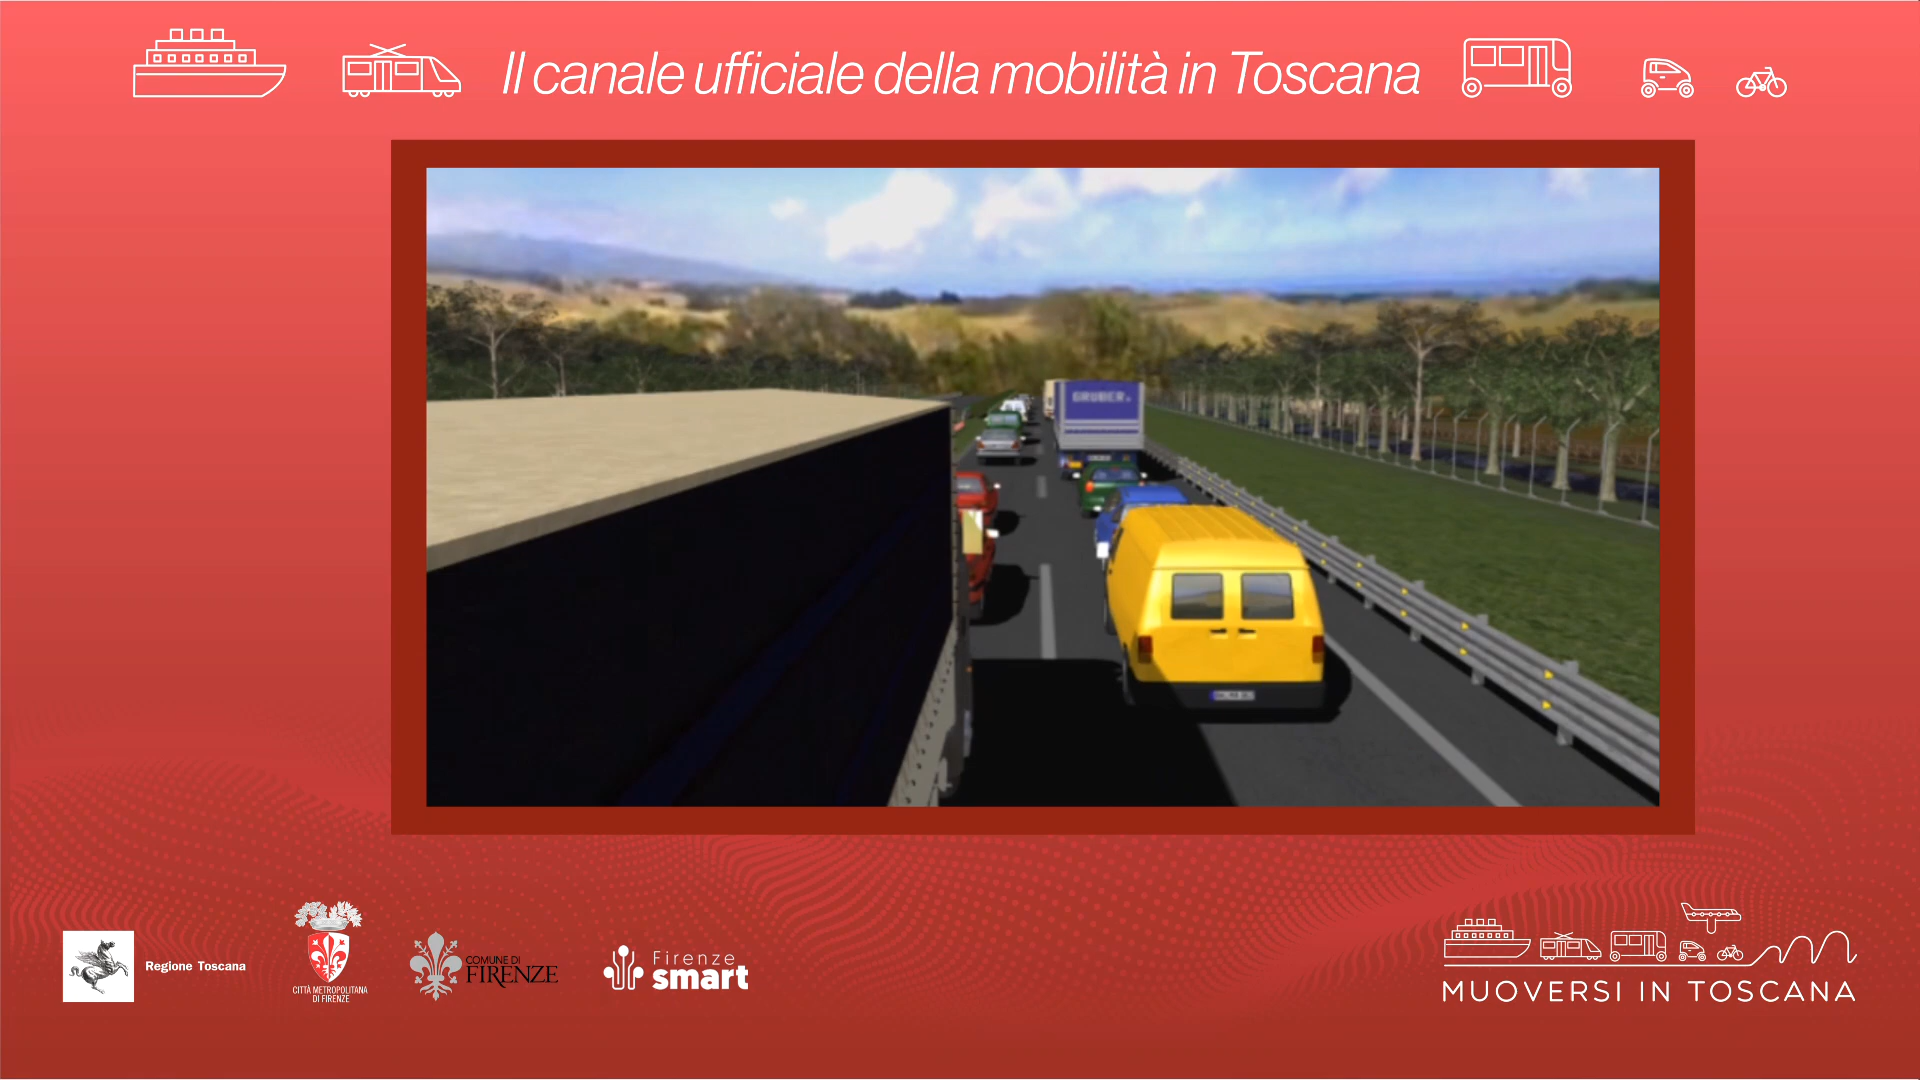 Il canale ufficiale della mobilità in Toscana
GRUBER.
Regione Toscana
CITTÀ METROPOLITANA
DI FIRENZE
COMUNE DI
FIRENZE
Firenze
smart
MUOVERSI IN TOSCANA